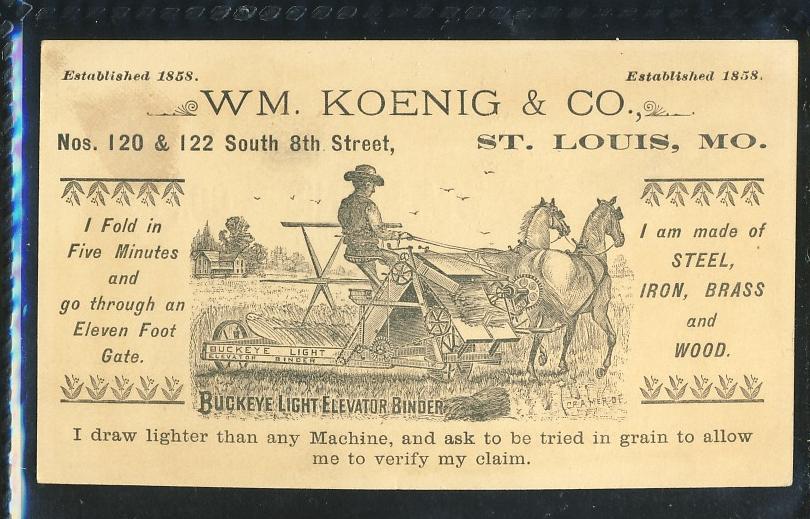 Established 1858.
Established 1858.
WM. KOENIG & CO.,
Nos. 120 & 122 South 8th Street,
ST. LOUIS, MO.
I Fold in
Five Minutes
and
go through an
Eleven Foot
Gate.
I am made of
STEEL,
IRON, BRASS
and
WOOD.
BUCKEYE LIGHT
ELEVATOR BINDER
BUCKEYE LIGHT ELEVATOR BINDER
I draw lighter than any Machine, and ask to be tried in grain to allow
me to verify my claim.